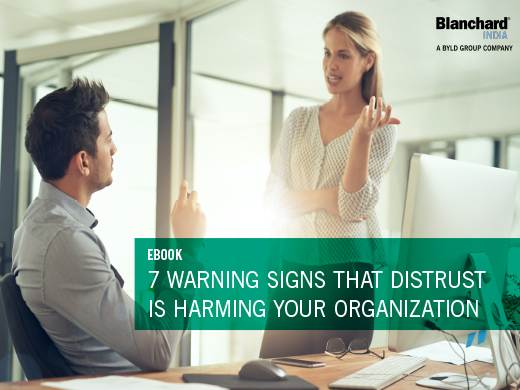 Blanchard®
INDIA
A BYLD GROUP COMPANY
EBOOK
7 WARNING SIGNS THAT DISTRUST
IS HARMING YOUR ORGANIZATION